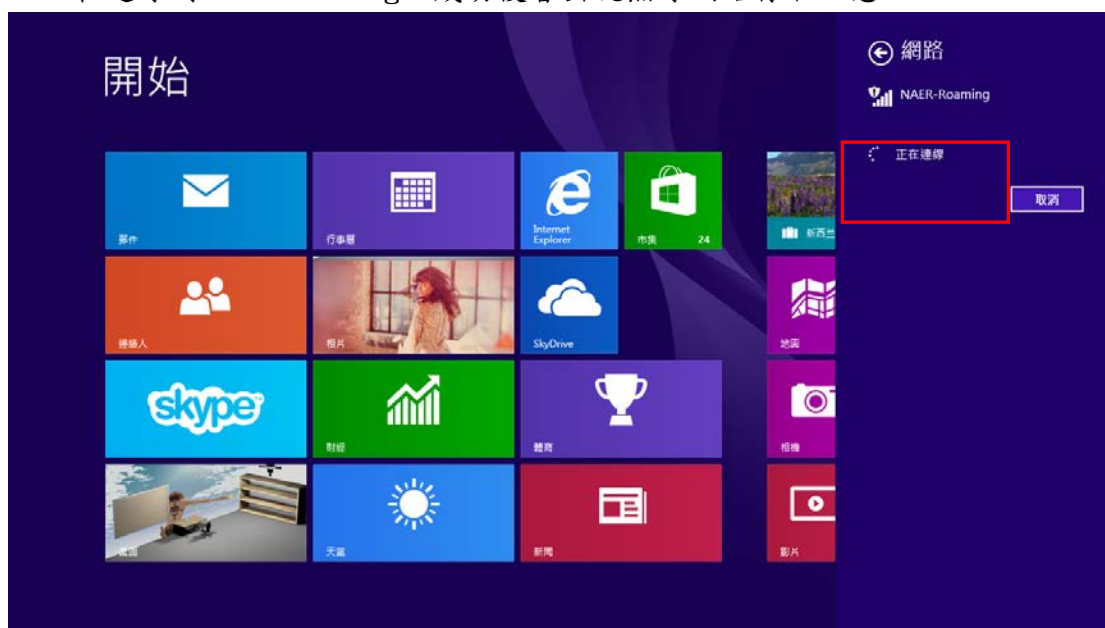 開始
網路
NAER-Roaming
正在連線
取消
郵件
行事曆
Internet
Explorer
市集 24
連絡人
相片
SkyDrive
地圖
skype
財經
體育
相機
桌面
天氣
新聞
影片